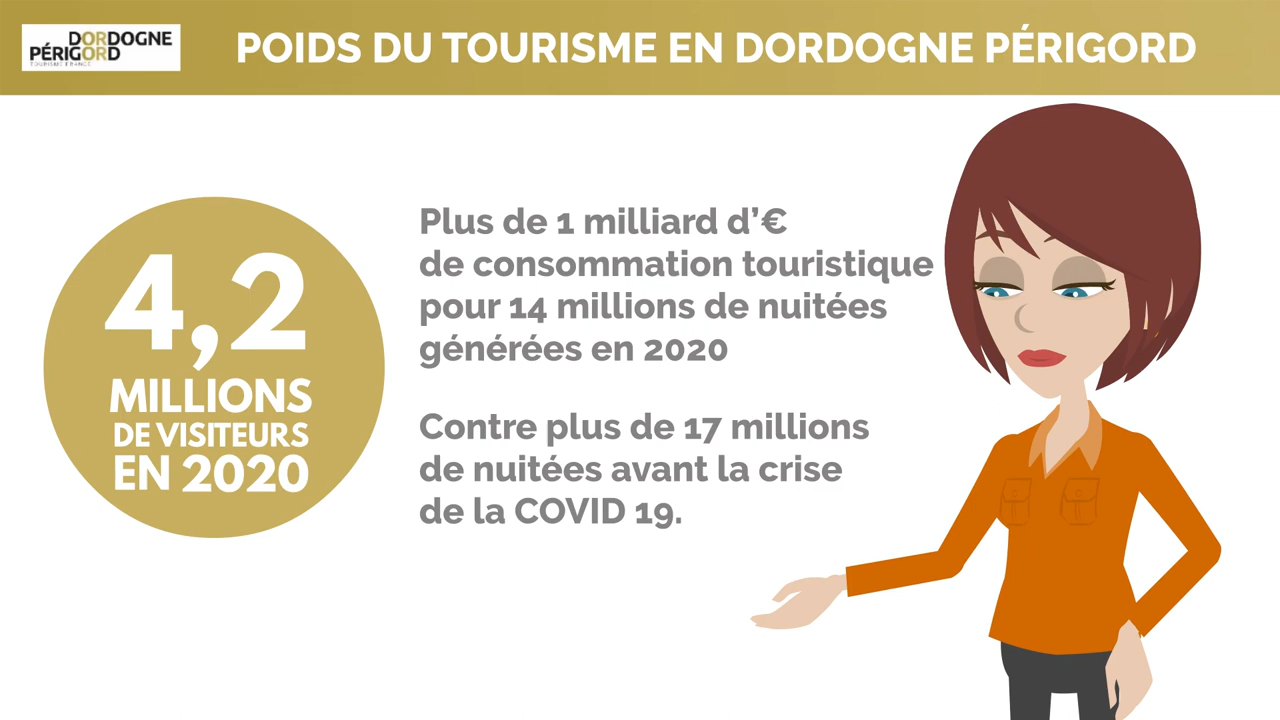 DORDOGNE
PÉRIGORD
POIDS DU TOURISME EN DORDOGNE PÉRIGORD
4,2
MILLIONS
DE VISITEURS
EN 2020
Plus de 1 milliard d’€
de consommation touristique
pour 14 millions de nuitées
générées en 2020
Contre plus de 17 millions
de nuitées avant la crise
de la COVID 19.